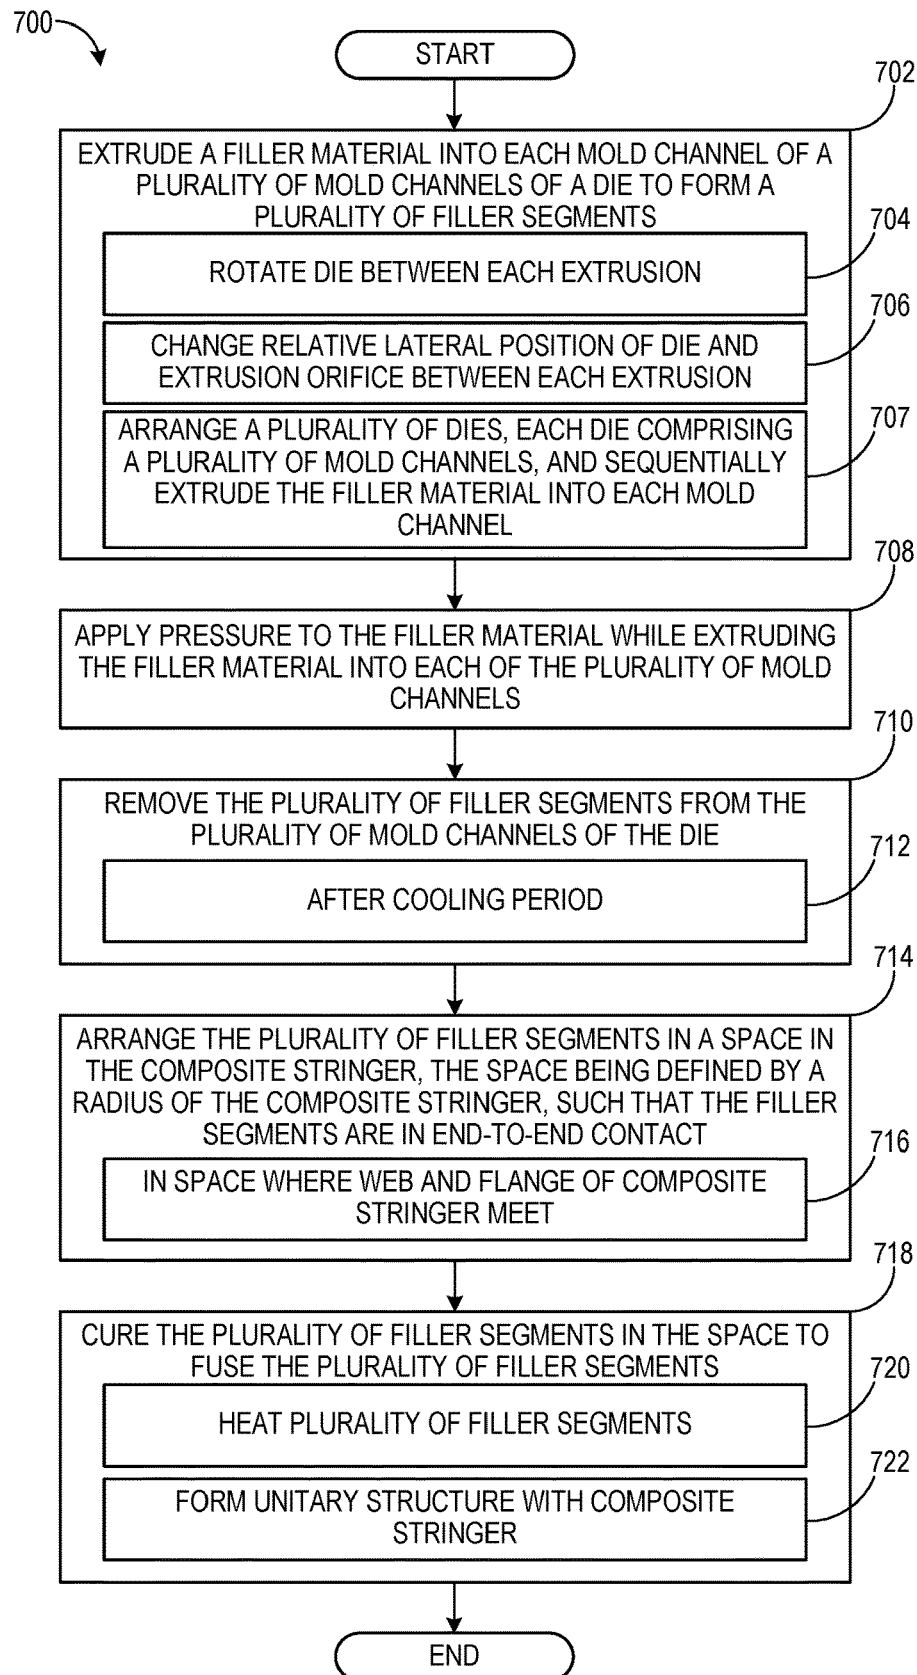 700
START
702
EXTRUDE A FILLER MATERIAL INTO EACH MOLD CHANNEL OF A
PLURALITY OF MOLD CHANNELS OF A DIE TO FORM A
PLURALITY OF FILLER SEGMENTS
704
ROTATE DIE BETWEEN EACH EXTRUSION
706
CHANGE RELATIVE LATERAL POSITION OF DIE AND
EXTRUSION ORIFICE BETWEEN EACH EXTRUSION
707
ARRANGE A PLURALITY OF DIES, EACH DIE COMPRISING
A PLURALITY OF MOLD CHANNELS, AND SEQUENTIALLY
EXTRUDE THE FILLER MATERIAL INTO EACH MOLD
CHANNEL
708
APPLY PRESSURE TO THE FILLER MATERIAL WHILE EXTRUDING
THE FILLER MATERIAL INTO EACH OF THE PLURALITY OF MOLD
CHANNELS
710
REMOVE THE PLURALITY OF FILLER SEGMENTS FROM THE
PLURALITY OF MOLD CHANNELS OF THE DIE
712
AFTER COOLING PERIOD
714
ARRANGE THE PLURALITY OF FILLER SEGMENTS IN A SPACE IN
THE COMPOSITE STRINGER, THE SPACE BEING DEFINED BY A
RADIUS OF THE COMPOSITE STRINGER, SUCH THAT THE FILLER
SEGMENTS ARE IN END-TO-END CONTACT
716
IN SPACE WHERE WEB AND FLANGE OF COMPOSITE
STRINGER MEET
718
CURE THE PLURALITY OF FILLER SEGMENTS IN THE SPACE TO
FUSE THE PLURALITY OF FILLER SEGMENTS
720
HEAT PLURALITY OF FILLER SEGMENTS
722
FORM UNITARY STRUCTURE WITH COMPOSITE
STRINGER
END